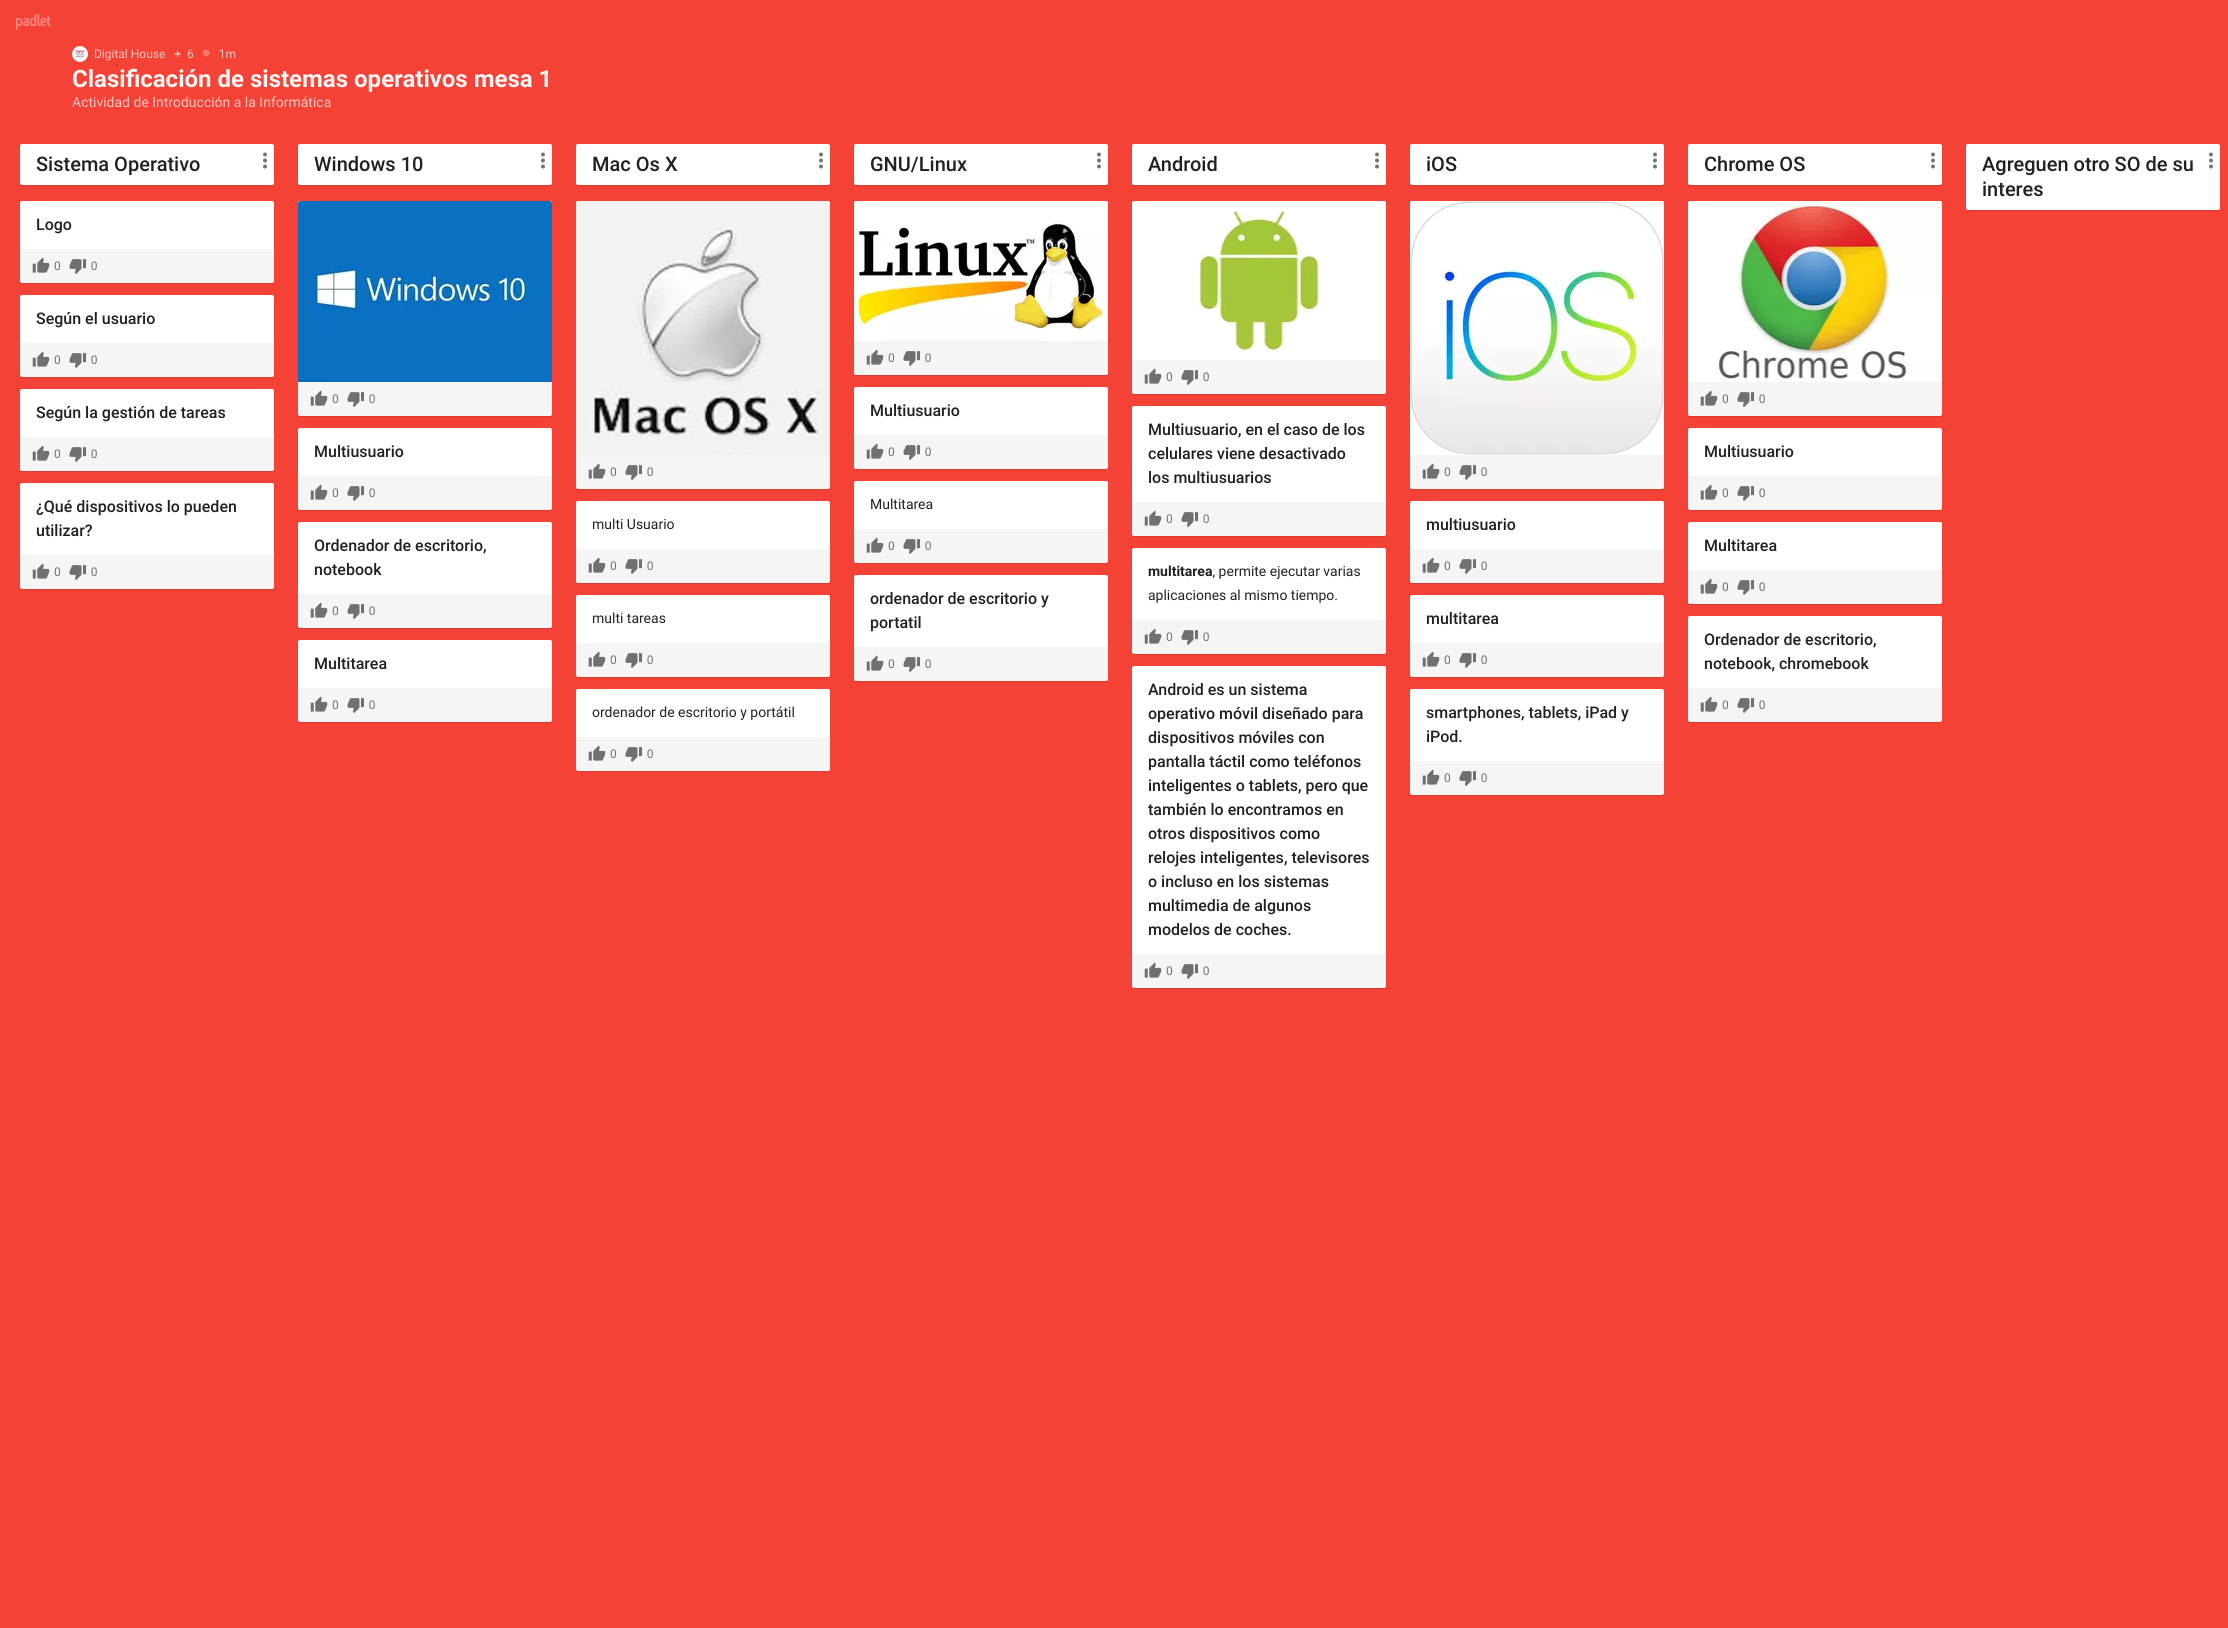 padlet
Digital House + 6 1m
Clasificación de sistemas operativos mesa 1
Actividad de Introducción a la Informática
Sistema Operativo
Logo
0 0
Según el usuario
0 0
Según la gestión de tareas
0 0
¿Qué dispositivos lo pueden
utilizar?
0 0
Windows 10
Windows 10
0 0
Multiusuario
0 0
Ordenador de escritorio,
notebook
0 0
Multitarea
0 0
Mac Os X
Mac OS X
0 0
multi Usuario
0 0
multi tareas
0 0
ordenador de escritorio y portátil
0 0
GNU/Linux
Linux™
0 0
Multiusuario
0 0
Multitarea
0 0
ordenador de escritorio y
portatil
0 0
Android
0 0
Multiusuario, en el caso de los
celulares viene desactivado
los multiusuarios
0 0
multitarea, permite ejecutar varias
aplicaciones al mismo tiempo.
0 0
Android es un sistema
operativo móvil diseñado para
dispositivos móviles con
pantalla táctil como teléfonos
inteligentes o tablets, pero que
también lo encontramos en
otros dispositivos como
relojes inteligentes, televisores
o incluso en los sistemas
multimedia de algunos
modelos de coches.
0 0
iOS
iOS
0 0
multiusuario
0 0
multitarea
0 0
smartphones, tablets, iPad y
iPod.
0 0
Chrome OS
Chrome OS
0 0
Multiusuario
0 0
Multitarea
0 0
Ordenador de escritorio,
notebook, chromebook
0 0
Agreguen otro SO de su
interes